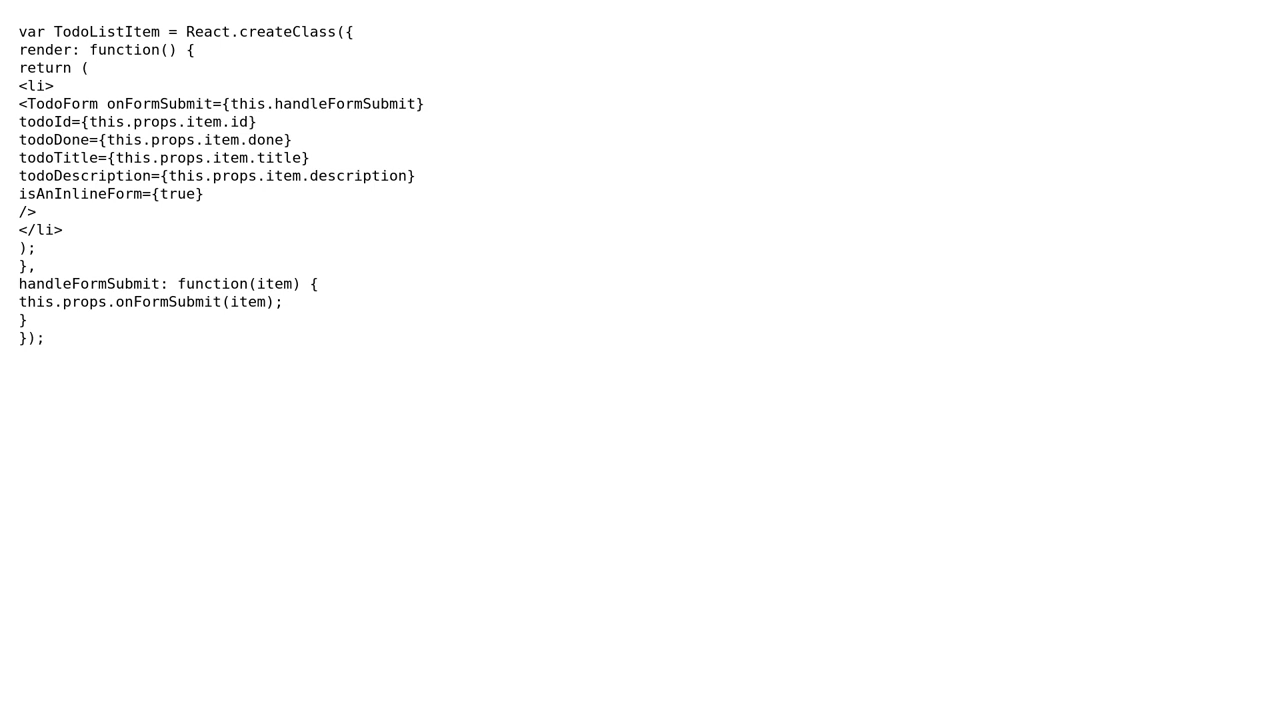 var TodoListItem = React.createClass({
render: function() {
return (
<li>
<TodoForm onFormSubmit={this.handleFormSubmit}
todoId={this.props.item.id}
todoDone={this.props.item.done}
todoTitle={this.props.item.title}
todoDescription={this.props.item.description}
isAnInlineForm={true}
/>
</li>
);
},
handleFormSubmit: function(item) {
this.props.onFormSubmit(item);
}
});